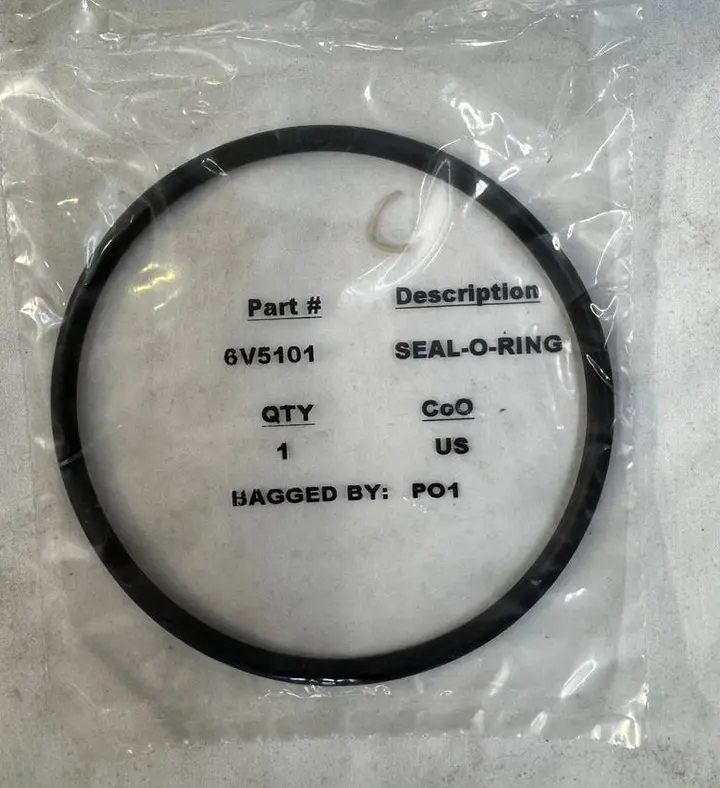 Part # Description
6V5101 SEAL-O-RING
QTY CoO
1 US
BAGGED BY: PO1